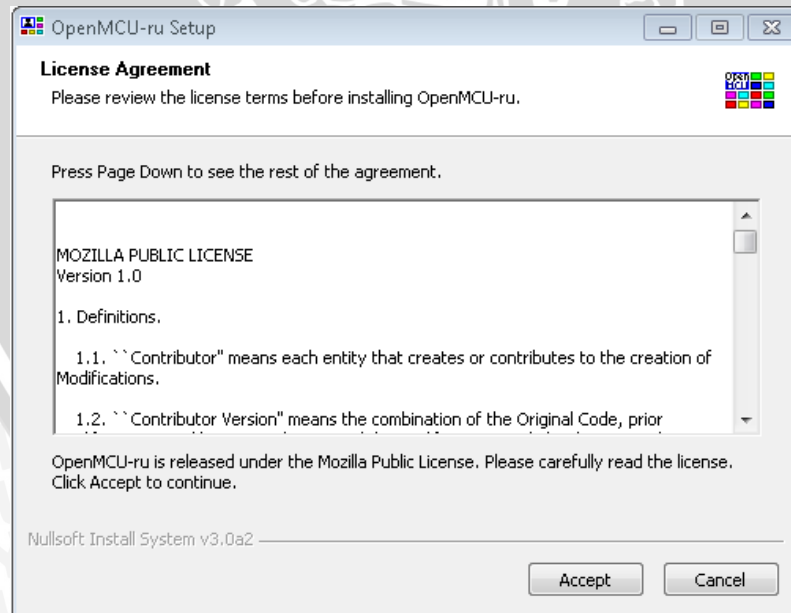 OpenMCU-ru Setup
License Agreement
Please review the license terms before installing OpenMCU-ru.
OPEN
MCU
Press Page Down to see the rest of the agreement.
MOZILLA PUBLIC LICENSE
Version 1.0
1. Definitions.
1.1. ``Contributor'' means each entity that creates or contributes to the creation of
Modifications.
1.2. ``Contributor Version'' means the combination of the Original Code, prior
OpenMCU-ru is released under the Mozilla Public License. Please carefully read the license.
Click Accept to continue.
Nullsoft Install System v3.0a2
Accept
Cancel